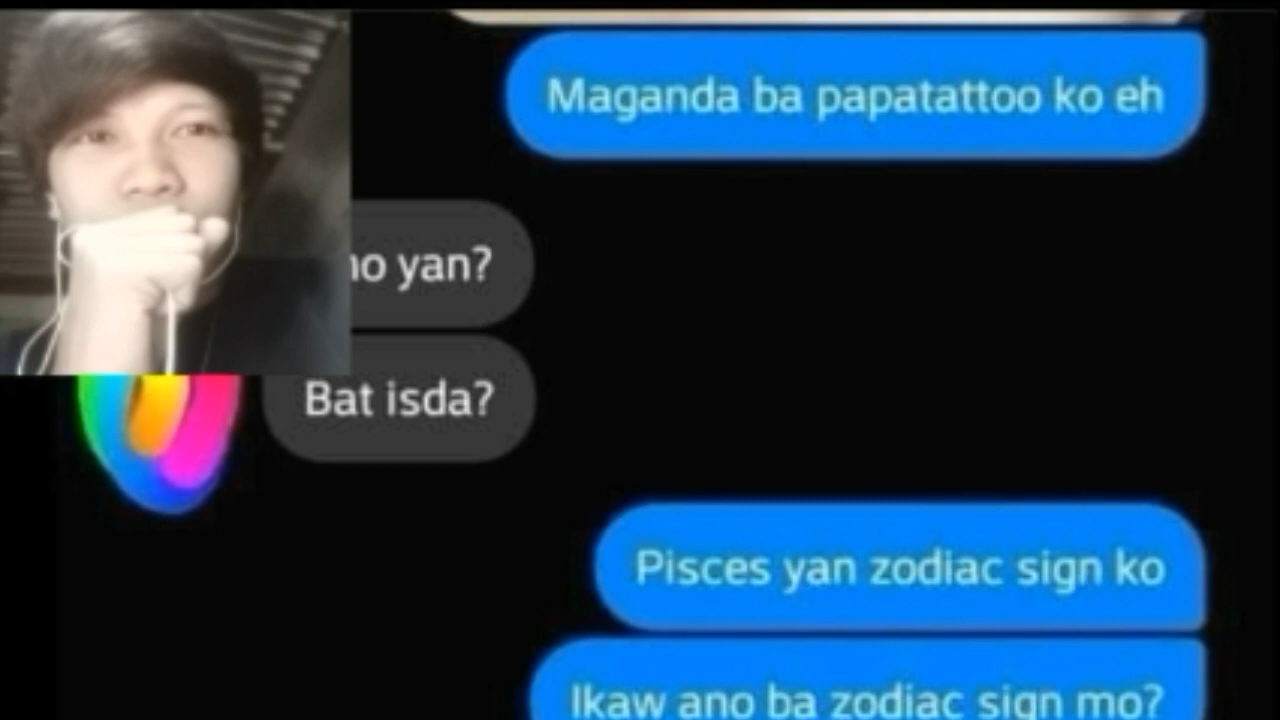 Maganda ba papatattoo ko eh
yan?
Bat isda?
Pisces yan zodiac sign ko
Ikaw ano ba zodiac sign mo?